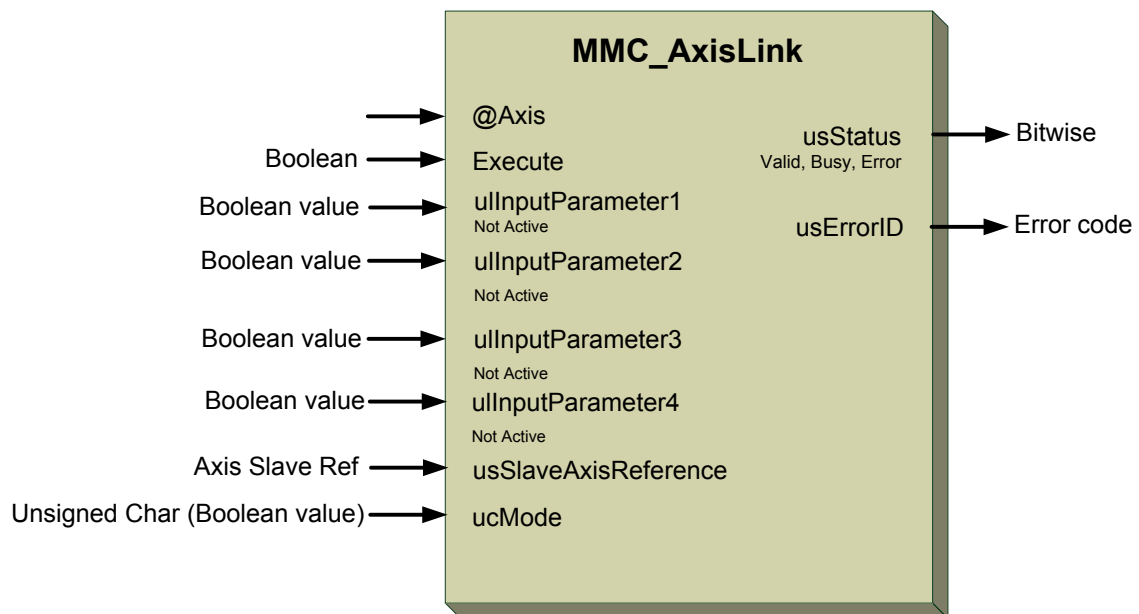 MMC_AxisLink
@Axis
usStatus
Bitwise
Valid, Busy, Error
Boolean
Execute
Boolean value
ulInputParameter1
Not Active
usErrorID
Error code
Boolean value
ulInputParameter2
Not Active
Boolean value
ulInputParameter3
Not Active
Boolean value
ulInputParameter4
Not Active
Axis Slave Ref
usSlaveAxisReference
Unsigned Char (Boolean value)
ucMode